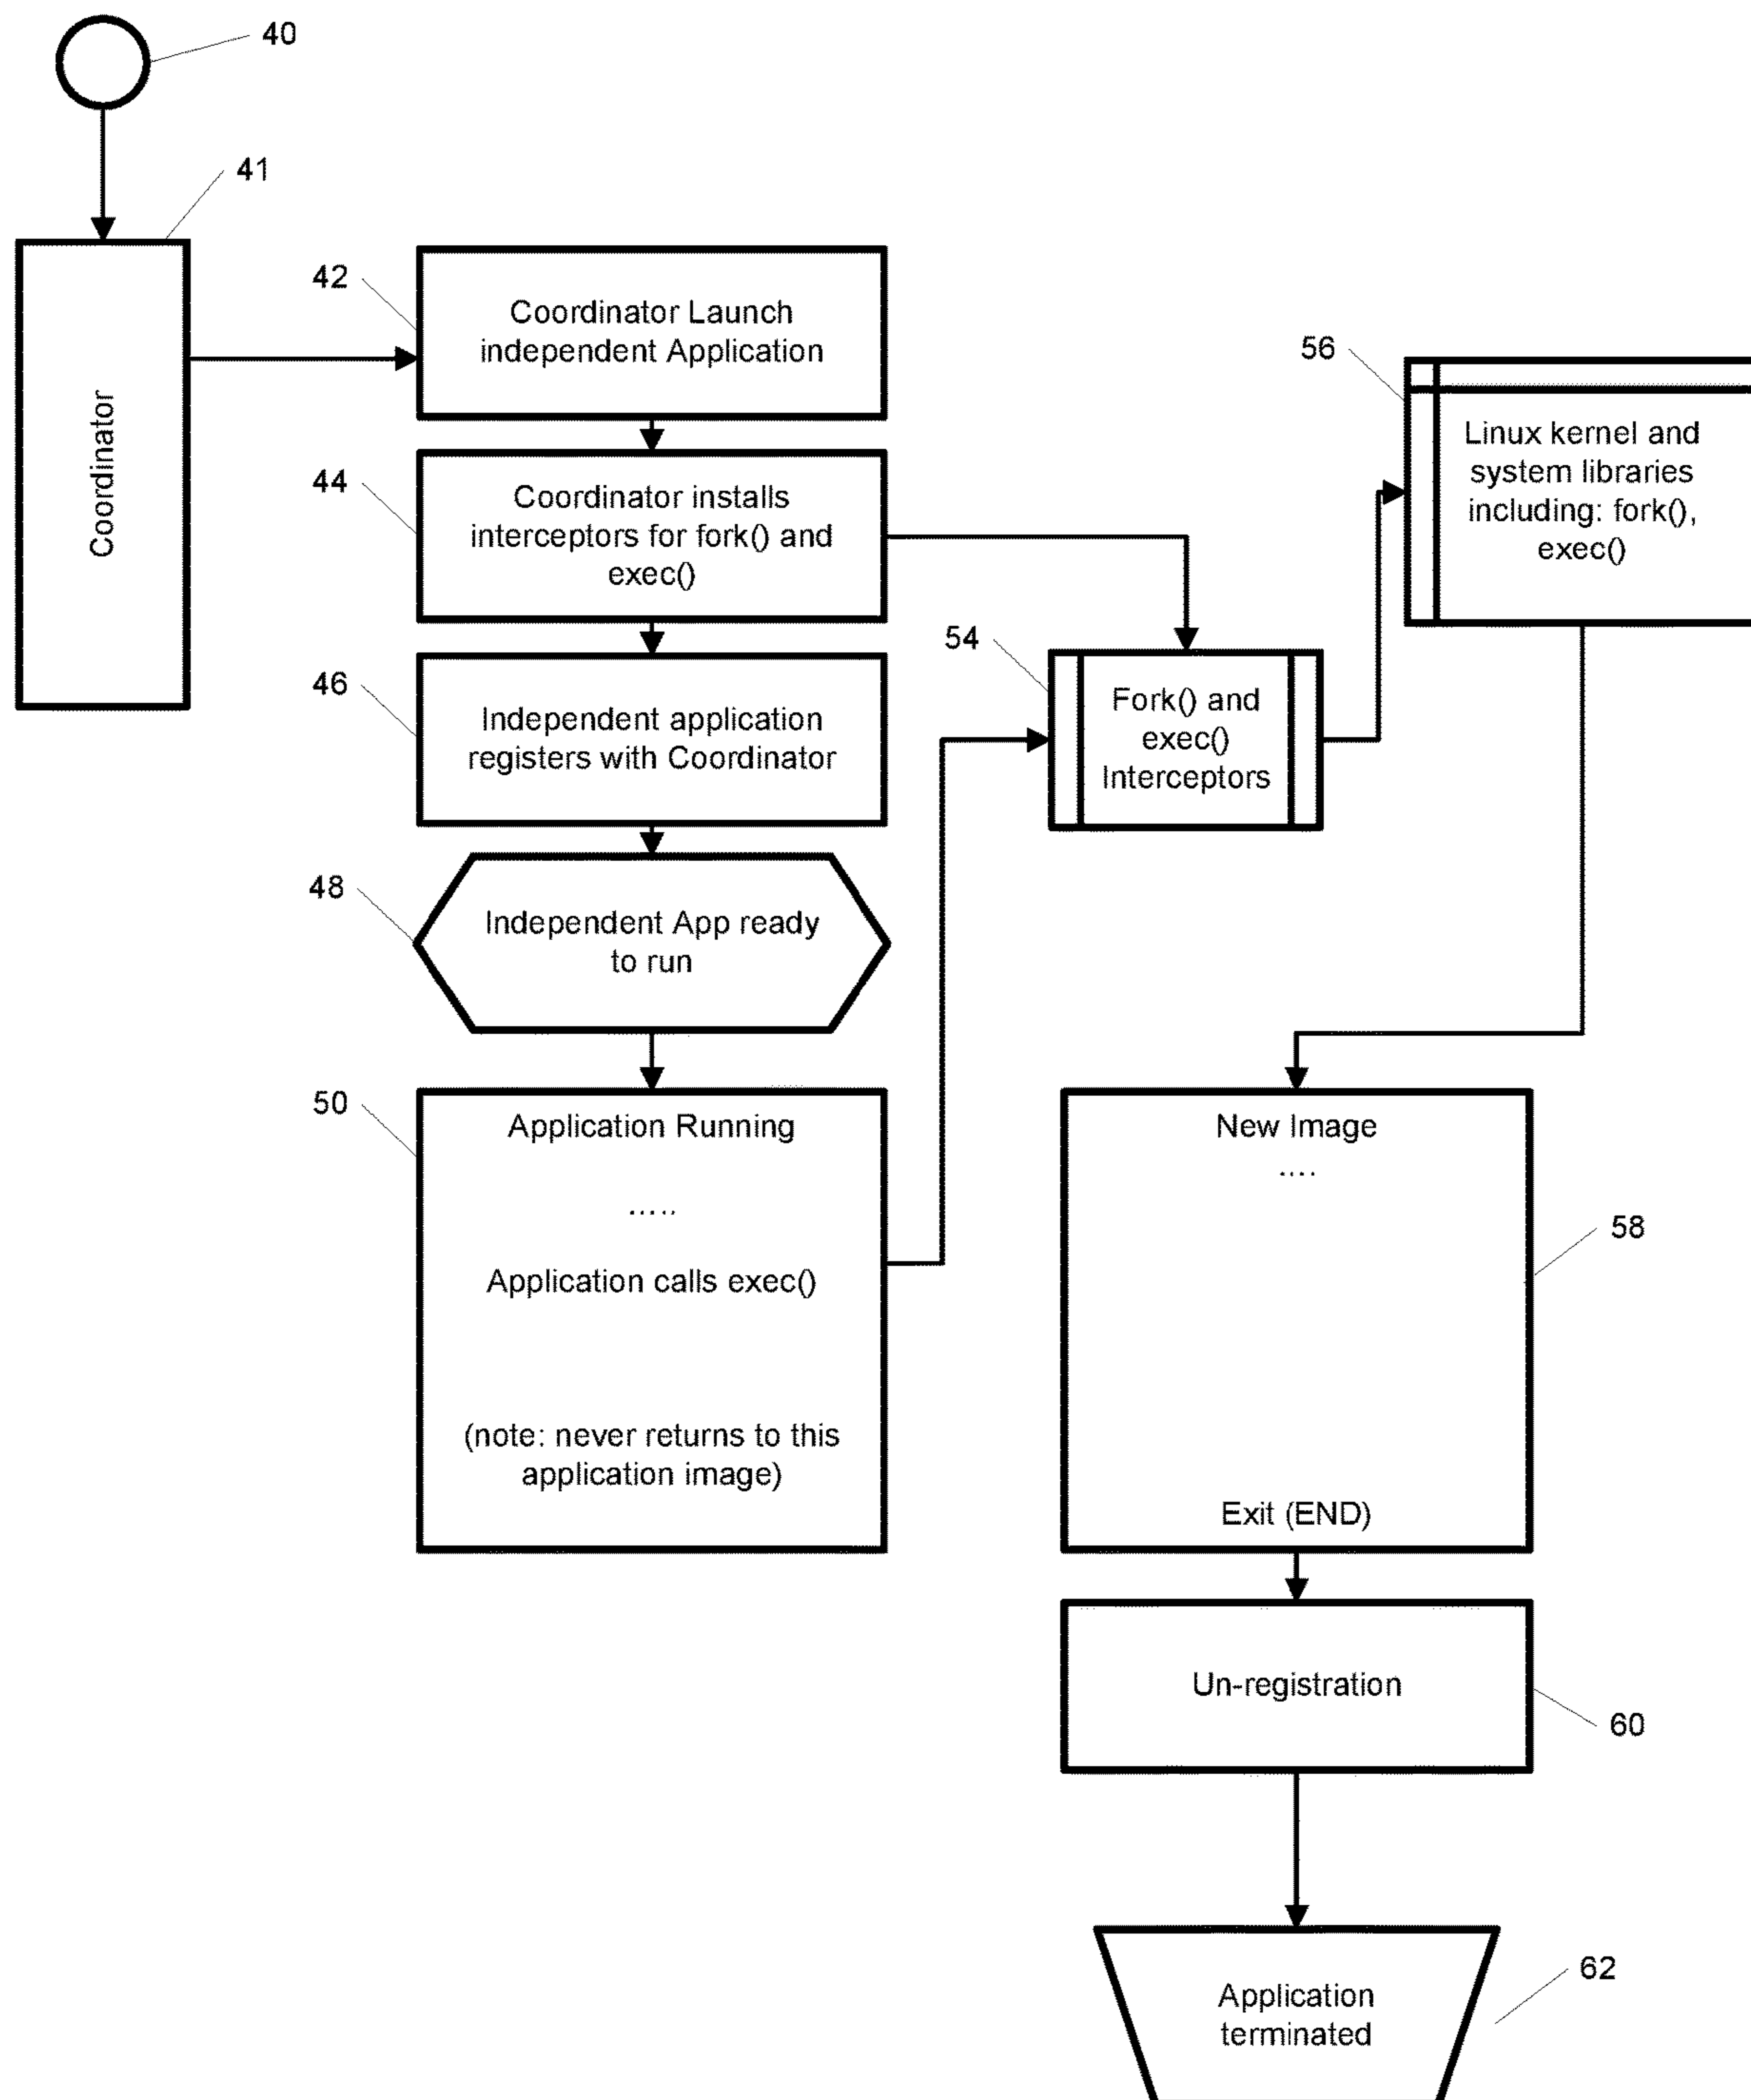 40
41
Coordinator
42
Coordinator Launch
independent Application
44
Coordinator installs
interceptors for fork() and
exec()
46
Independent application
registers with Coordinator
48
Independent App ready
to run
50
Application Running
.....
Application calls exec()
(note: never returns to this
application image)
54
Fork() and
exec()
Interceptors
56
Linux kernel and
system libraries
including: fork(),
exec()
New Image
....
58
Exit (END)
Un-registration
60
62
Application
terminated